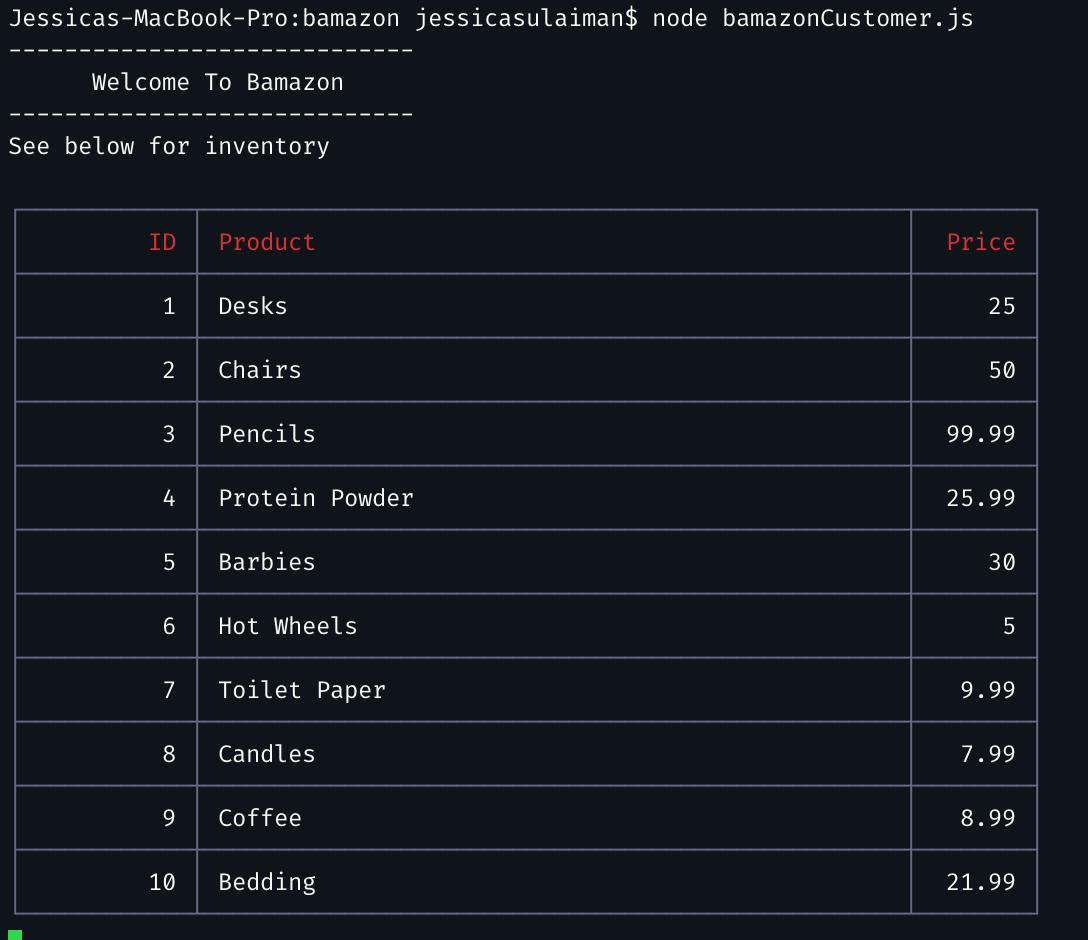 Jessicas-MacBook-Pro:bamazon jessicasulaiman$ node bamazonCustomer.js
-----------------------------
Welcome To Bamazon
-----------------------------
See below for inventory
ID Product Price
1 Desks 25
2 Chairs 50
3 Pencils 99.99
4 Protein Powder 25.99
5 Barbies 30
6 Hot Wheels 5
7 Toilet Paper 9.99
8 Candles 7.99
9 Coffee 8.99
10 Bedding 21.99